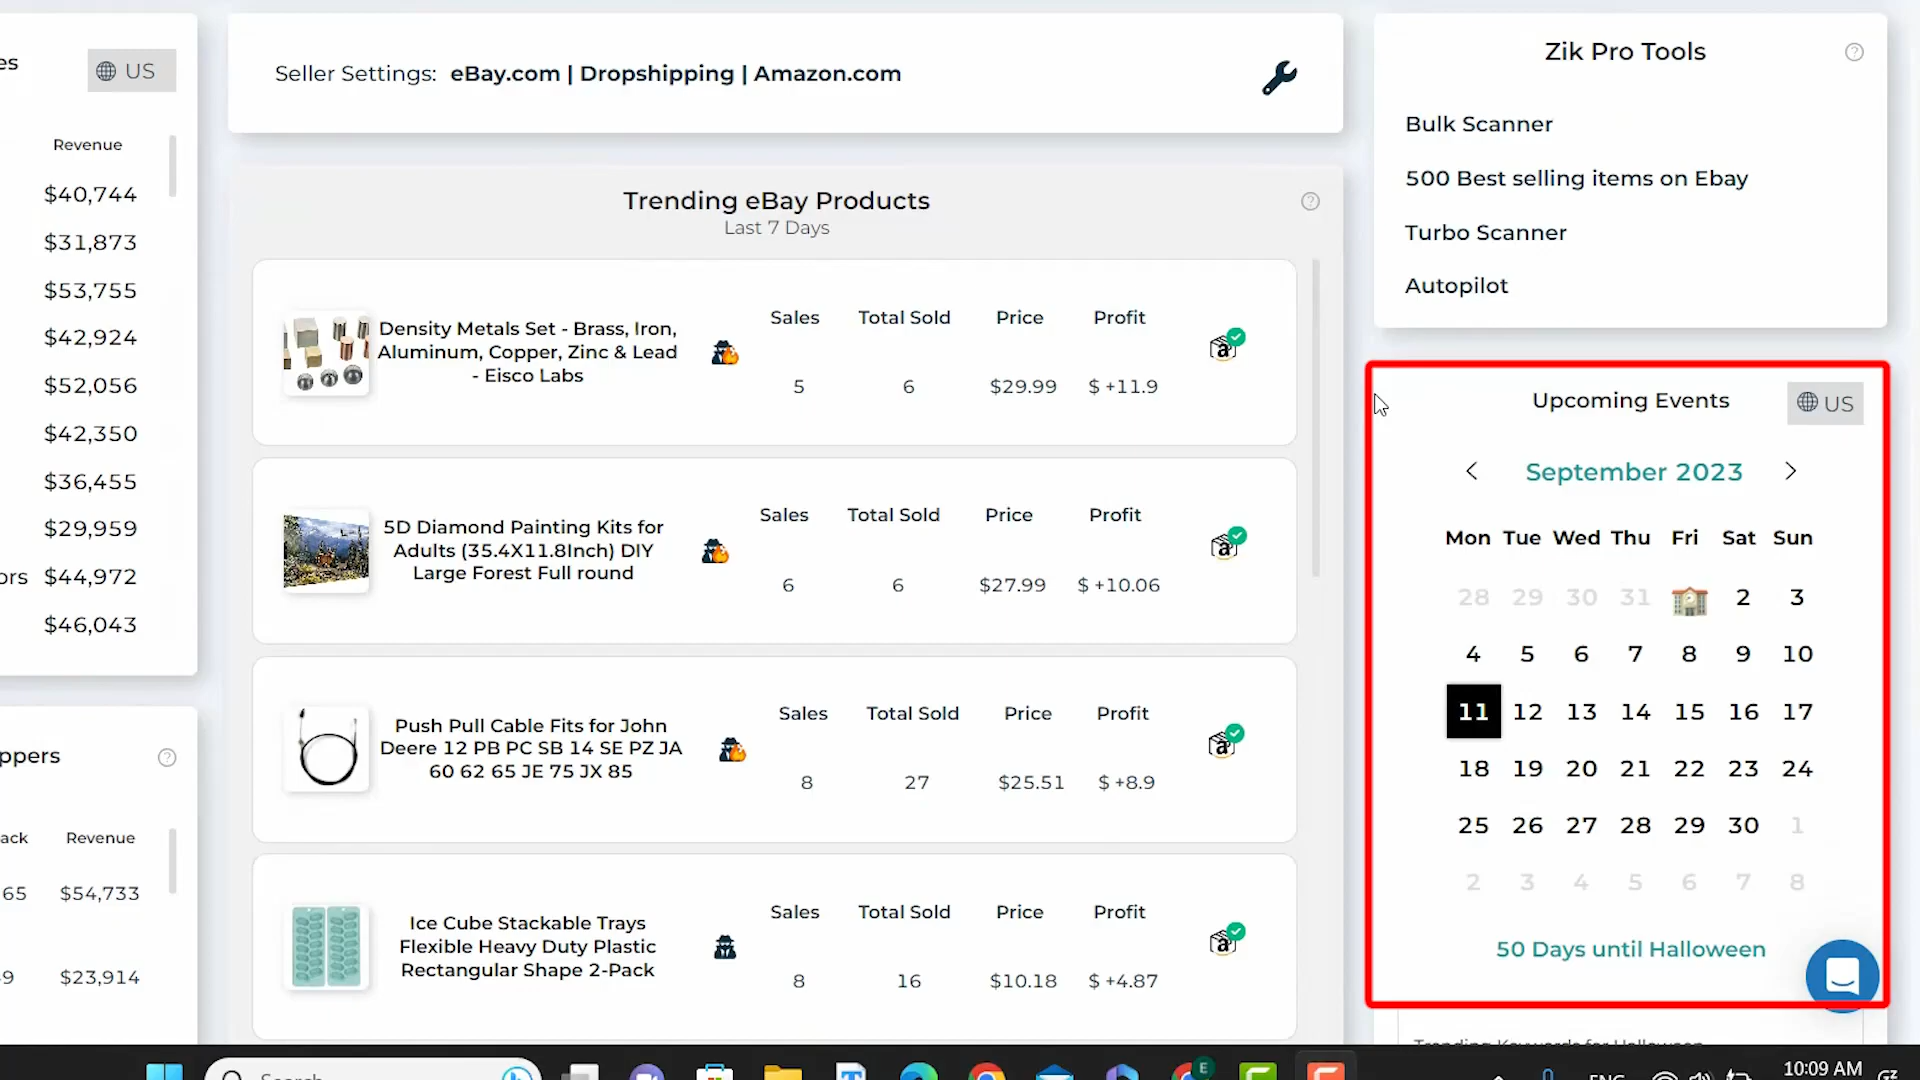 es
US
Revenue
$40,744
$31,873
$53,755
$42,924
$52,056
$42,350
$36,455
$29,959
ors $44,972
$46,043
ppers
ack Revenue
65 $54,733
9 $23,914
Seller Settings: eBay.com | Dropshipping | Amazon.com
Trending eBay Products
Last 7 Days
Density Metals Set - Brass, Iron,
Aluminum, Copper, Zinc & Lead
- Eisco Labs
Sales Total Sold Price Profit
5 6 $29.99 $ +11.9
5D Diamond Painting Kits for
Adults (35.4X11.8Inch) DIY
Large Forest Full round
Sales Total Sold Price Profit
6 6 $27.99 $ +10.06
Push Pull Cable Fits for John
Deere 12 PB PC SB 14 SE PZ JA
60 62 65 JE 75 JX 85
Sales Total Sold Price Profit
8 27 $25.51 $ +8.9
Ice Cube Stackable Trays
Flexible Heavy Duty Plastic
Rectangular Shape 2-Pack
Sales Total Sold Price Profit
8 16 $10.18 $ +4.87
Zik Pro Tools
Bulk Scanner
500 Best selling items on Ebay
Turbo Scanner
Autopilot
Upcoming Events
US
September 2023
Mon Tue Wed Thu Fri Sat Sun
28 29 30 31 2 3
4 5 6 7 8 9 10
11 12 13 14 15 16 17
18 19 20 21 22 23 24
25 26 27 28 29 30 1
2 3 4 5 6 7 8
50 Days until Halloween
Trending Keywords for Halloween
Search
E
ENG
10:09 AM